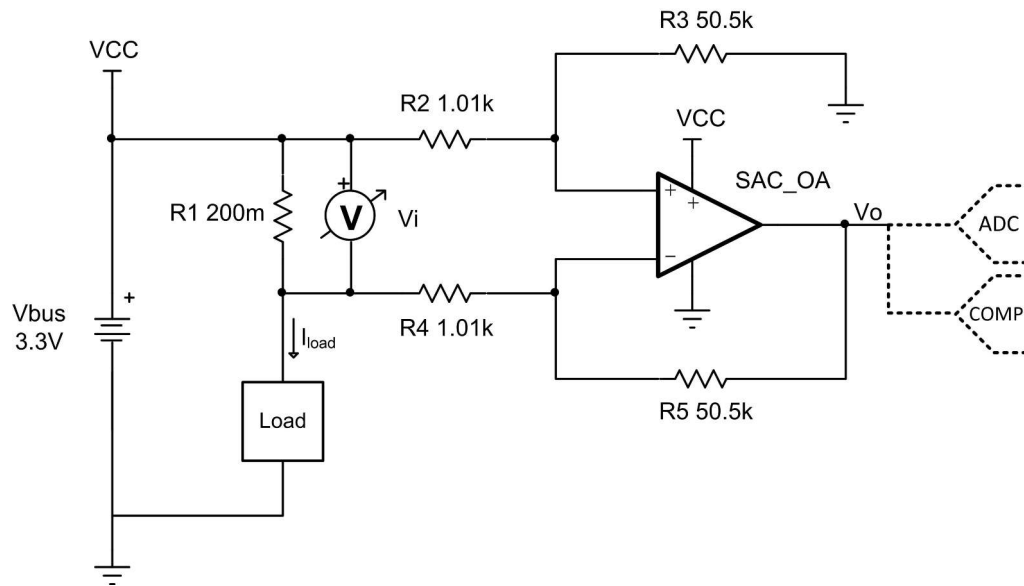 R3 50.5k
VCC
R2 1.01k
VCC
+
SAC_OA
R1 200m
V
Vi
+
+
Vo
ADC
−
+
Vbus
3.3V
R4 1.01k
COMP
Iload
R5 50.5k
Load